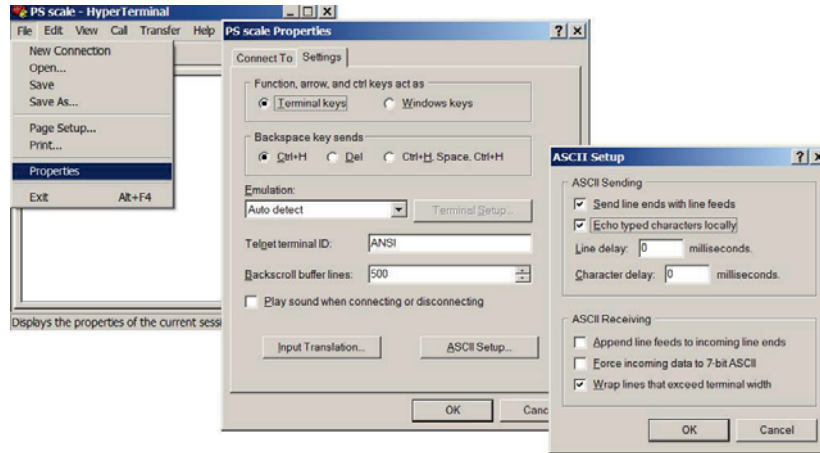 PS scale - HyperTerminal
File Edit View Call Transfer Help
New Connection
Open...
Save
Save As...
Page Setup...
Print...
Properties
Exit Alt+F4
Displays the properties of the current sessi
PS scale Properties
Connect To Settings
Function, arrow, and ctrl keys act as
Terminal keys Windows keys
Backspace key sends
Ctrl+H Del Ctrl+H, Space, Ctrl+H
Emulation:
Auto detect Terminal Setup...
Telnet terminal ID: ANSI
Backscroll buffer lines: 500
Play sound when connecting or disconnecting
Input Translation... ASCII Setup...
OK Canc
ASCII Setup
ASCII Sending
Send line ends with line feeds
Echo typed characters locally
Line delay: 0 milliseconds.
Character delay: 0 milliseconds.
ASCII Receiving
Append line feeds to incoming line ends
Force incoming data to 7-bit ASCII
Wrap lines that exceed terminal width
OK Cancel